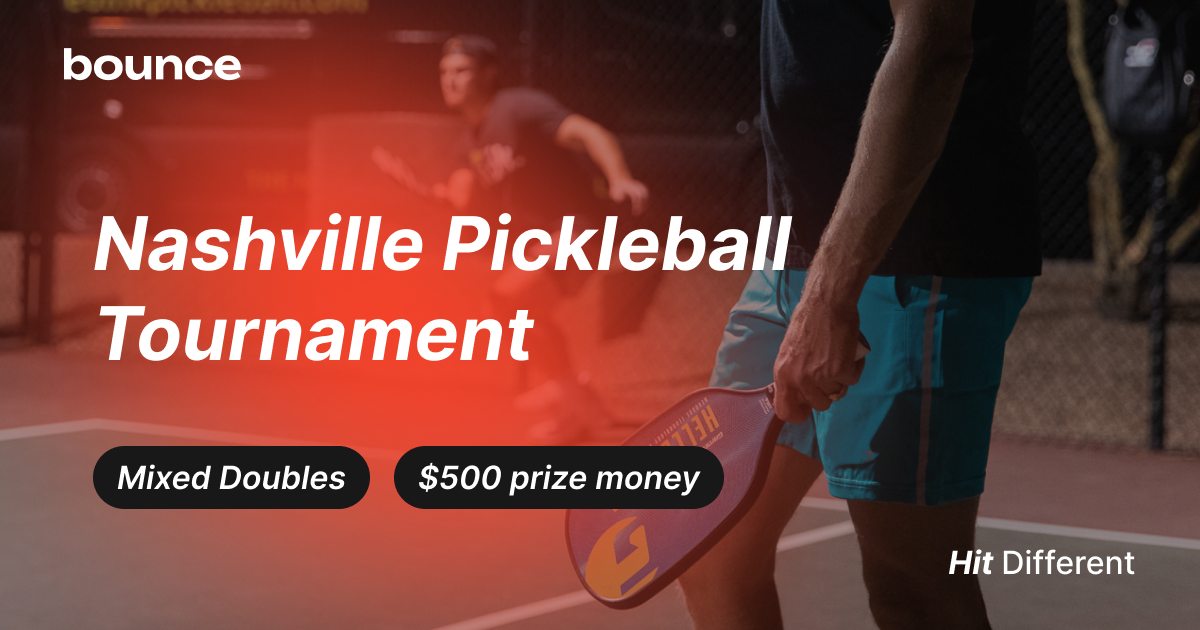 bounce
Nashville Pickleball
Tournament
Mixed Doubles
$500 prize money
Hit Different